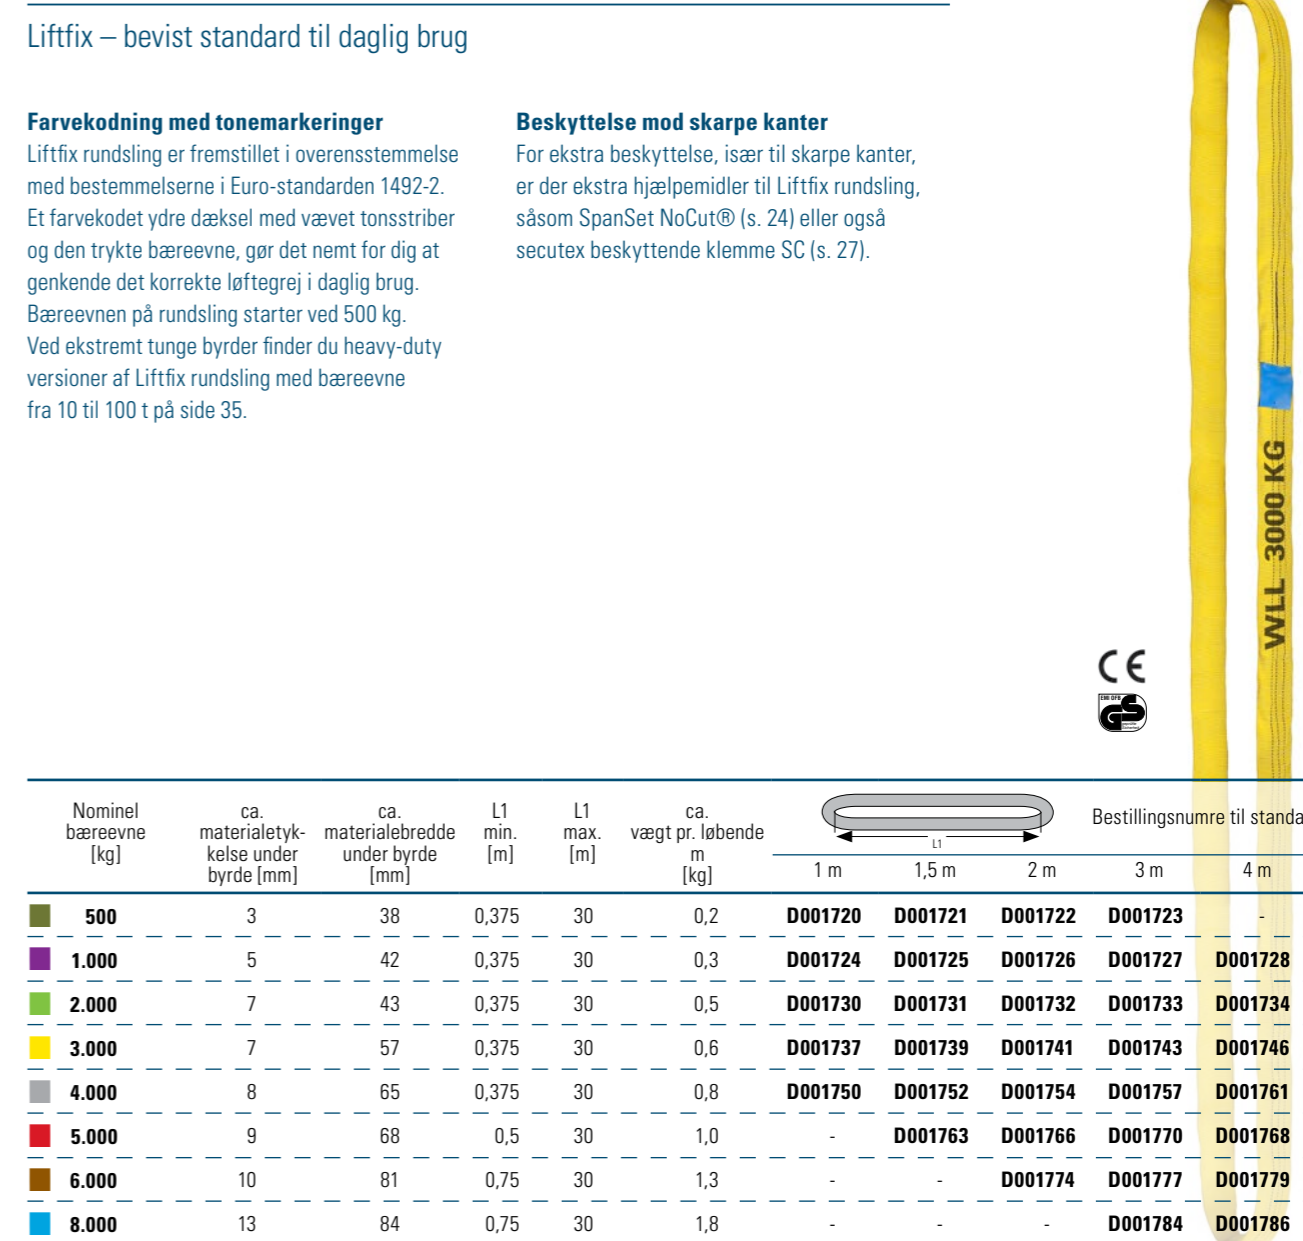 Liftfix – bevist standard til daglig brug
Farvekodning med tonemarkeringer
Liftfix rundsling er fremstillet i overensstemmelse
med bestemmelserne i Euro-standarden 1492-2.
Et farvekodet ydre dæksel med vævet tonsstriber
og den trykte bæreevne, gør det nemt for dig at
genkende det korrekte løftegrej i daglig brug.
Bæreevnen på rundsling starter ved 500 kg.
Ved ekstremt tunge byrder finder du heavy-duty
versioner af Liftfix rundsling med bæreevne
fra 10 til 100 t på side 35.
Beskyttelse mod skarpe kanter
For ekstra beskyttelse, især til skarpe kanter,
er der ekstra hjælpemidler til Liftfix rundsling,
såsom SpanSet NoCut® (s. 24) eller også
secutex beskyttende klemme SC (s. 27).
WLL 3000 KG
CE
GS
Nominel bæreevne [kg] ca. materialetyk- kelse under byrde [mm] ca. materialebredde under byrde [mm] L1 min. [m] L1 max. [m] ca. vægt pr. løbende m [kg] L1 Bestillingsnumre til standa
1 m 1,5 m 2 m 3 m 4 m
500 3 38 0,375 30 0,2 D001720 D001721 D001722 D001723 -
1.000 5 42 0,375 30 0,3 D001724 D001725 D001726 D001727 D001728
2.000 7 43 0,375 30 0,5 D001730 D001731 D001732 D001733 D001734
3.000 7 57 0,375 30 0,6 D001737 D001739 D001741 D001743 D001746
4.000 8 65 0,375 30 0,8 D001750 D001752 D001754 D001757 D001761
5.000 9 68 0,5 30 1,0 - D001763 D001766 D001770 D001768
6.000 10 81 0,75 30 1,3 - - D001774 D001777 D001779
8.000 13 84 0,75 30 1,8 - - - D001784 D001786